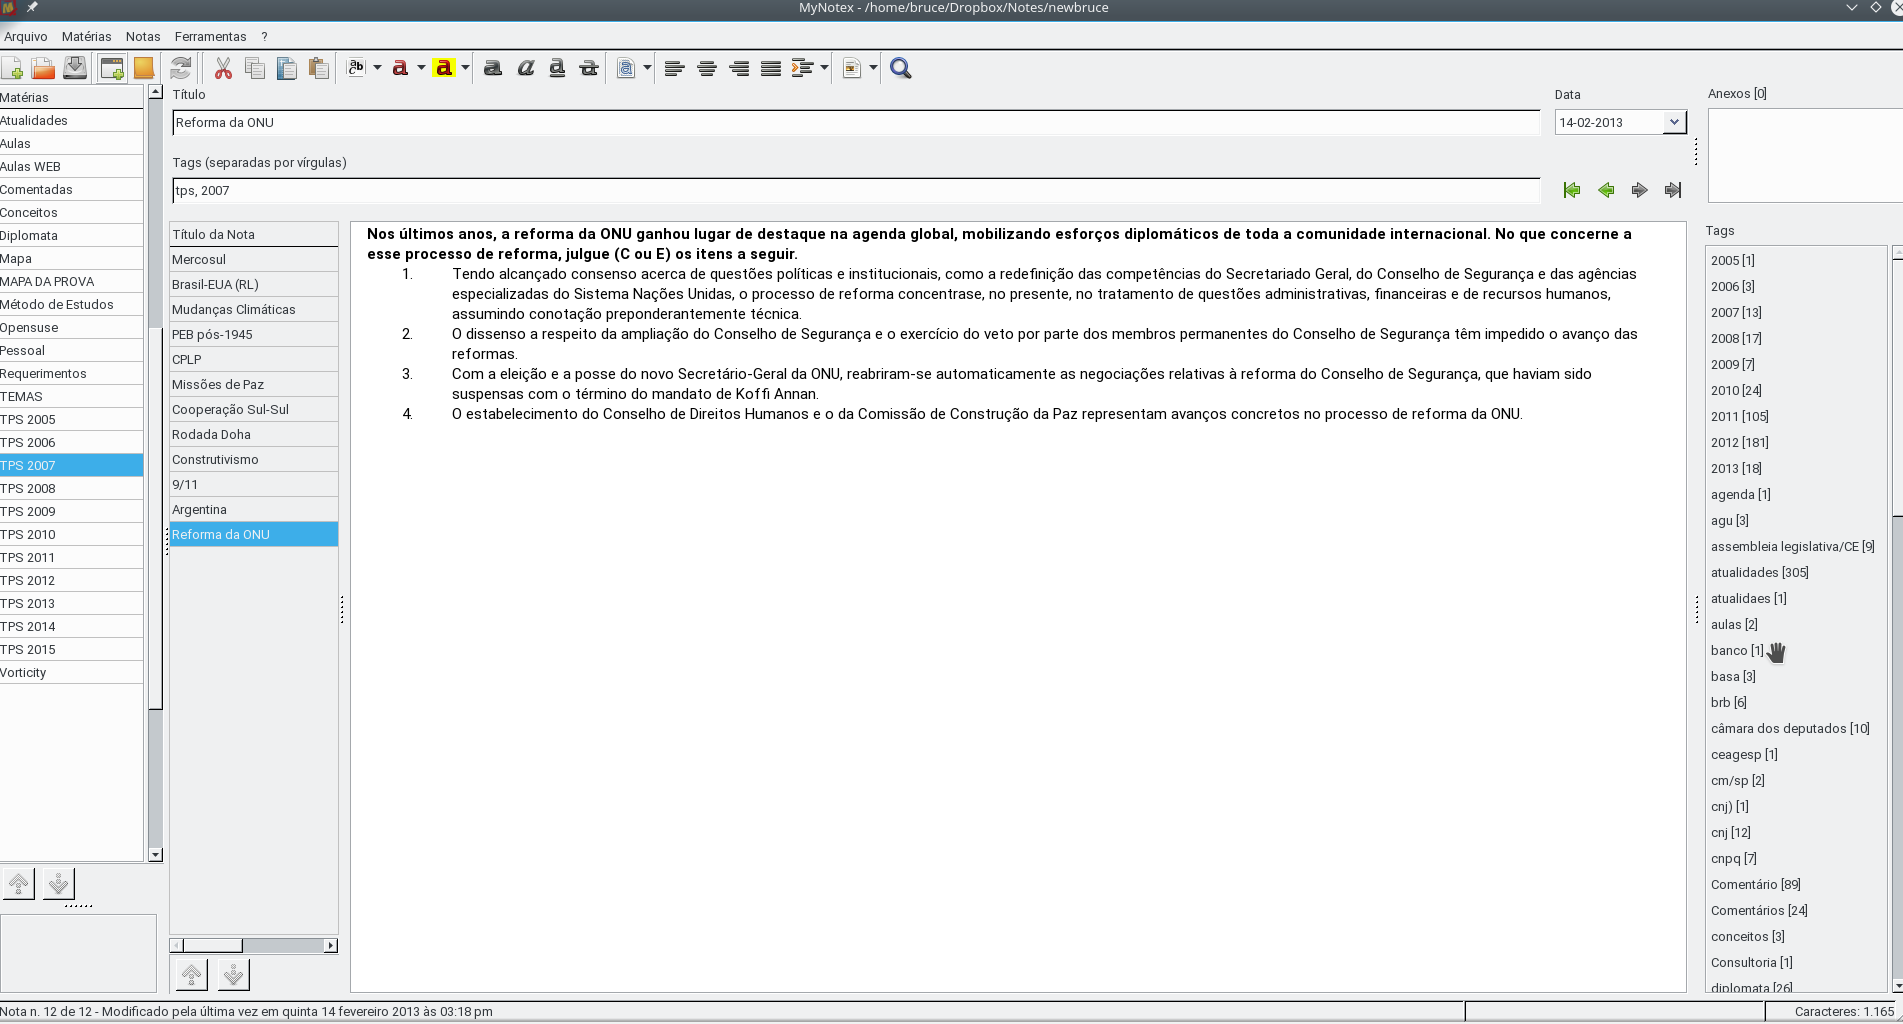 MyNotex - /home/bruce/Dropbox/Notes/newbruce
Arquivo Matérias Notas Ferramentas ?
Matérias
Atualidades
Aulas
Aulas WEB
Comentadas
Conceitos
Diplomata
Mapa
MAPA DA PROVA
Método de Estudos
Opensuse
Pessoal
Requerimentos
TEMAS
TPS 2005
TPS 2006
TPS 2007
TPS 2008
TPS 2009
TPS 2010
TPS 2011
TPS 2012
TPS 2013
TPS 2014
TPS 2015
Vorticity
Título
Reforma da ONU
Data
14-02-2013
Anexos [0]
Tags (separadas por vírgulas)
tps, 2007
Título da Nota
Mercosul
Brasil-EUA (RL)
Mudanças Climáticas
PEB pós-1945
CPLP
Missões de Paz
Cooperação Sul-Sul
Rodada Doha
Construtivismo
9/11
Argentina
Reforma da ONU
Nos últimos anos, a reforma da ONU ganhou lugar de destaque na agenda global, mobilizando esforços diplomáticos de toda a comunidade internacional. No que concerne a
esse processo de reforma, julgue (C ou E) os itens a seguir.
1. Tendo alcançado consenso acerca de questões políticas e institucionais, como a redefinição das competências do Secretariado Geral, do Conselho de Segurança e das agências
especializadas do Sistema Nações Unidas, o processo de reforma concentrase, no presente, no tratamento de questões administrativas, financeiras e de recursos humanos,
assumindo conotação preponderantemente técnica.
2. O dissenso a respeito da ampliação do Conselho de Segurança e o exercício do veto por parte dos membros permanentes do Conselho de Segurança têm impedido o avanço das
reformas.
3. Com a eleição e a posse do novo Secretário-Geral da ONU, reabriram-se automaticamente as negociações relativas à reforma do Conselho de Segurança, que haviam sido
suspensas com o término do mandato de Koffi Annan.
4. O estabelecimento do Conselho de Direitos Humanos e o da Comissão de Construção da Paz representam avanços concretos no processo de reforma da ONU.
Tags
2005 [1]
2006 [3]
2007 [13]
2008 [17]
2009 [7]
2010 [24]
2011 [105]
2012 [181]
2013 [18]
agenda [1]
agu [3]
assembleia legislativa/CE [9]
atualidades [305]
atualidaes [1]
aulas [2]
banco [1]
basa [3]
brb [6]
câmara dos deputados [10]
ceagesp [1]
cm/sp [2]
cnj) [1]
cnj [12]
cnpq [7]
Comentário [89]
Comentários [24]
conceitos [3]
Consultoria [1]
diplomata [26]
Nota n. 12 de 12 - Modificado pela última vez em quinta 14 fevereiro 2013 às 03:18 pm
Caracteres: 1.165